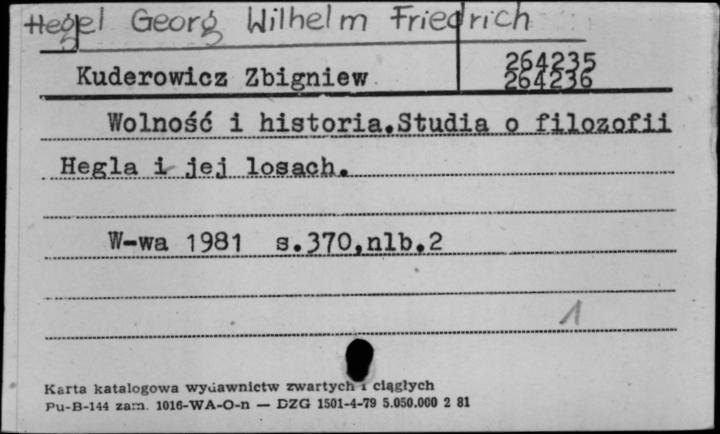 Hegel Georg Wilhelm Friedrich
Kuderowicz Zbigniew
264235
264236
Wolność i historia.Studia o filozofii
Hegla i jej losach.
W-wa 1981 s.370,nlb.2
1
Karta katalogowa wydawnictw zwartych i ciągłych
Pu-B-144 zam. 1016-WA-O-n — DZG 1501-4-79 5.050.000 2 81